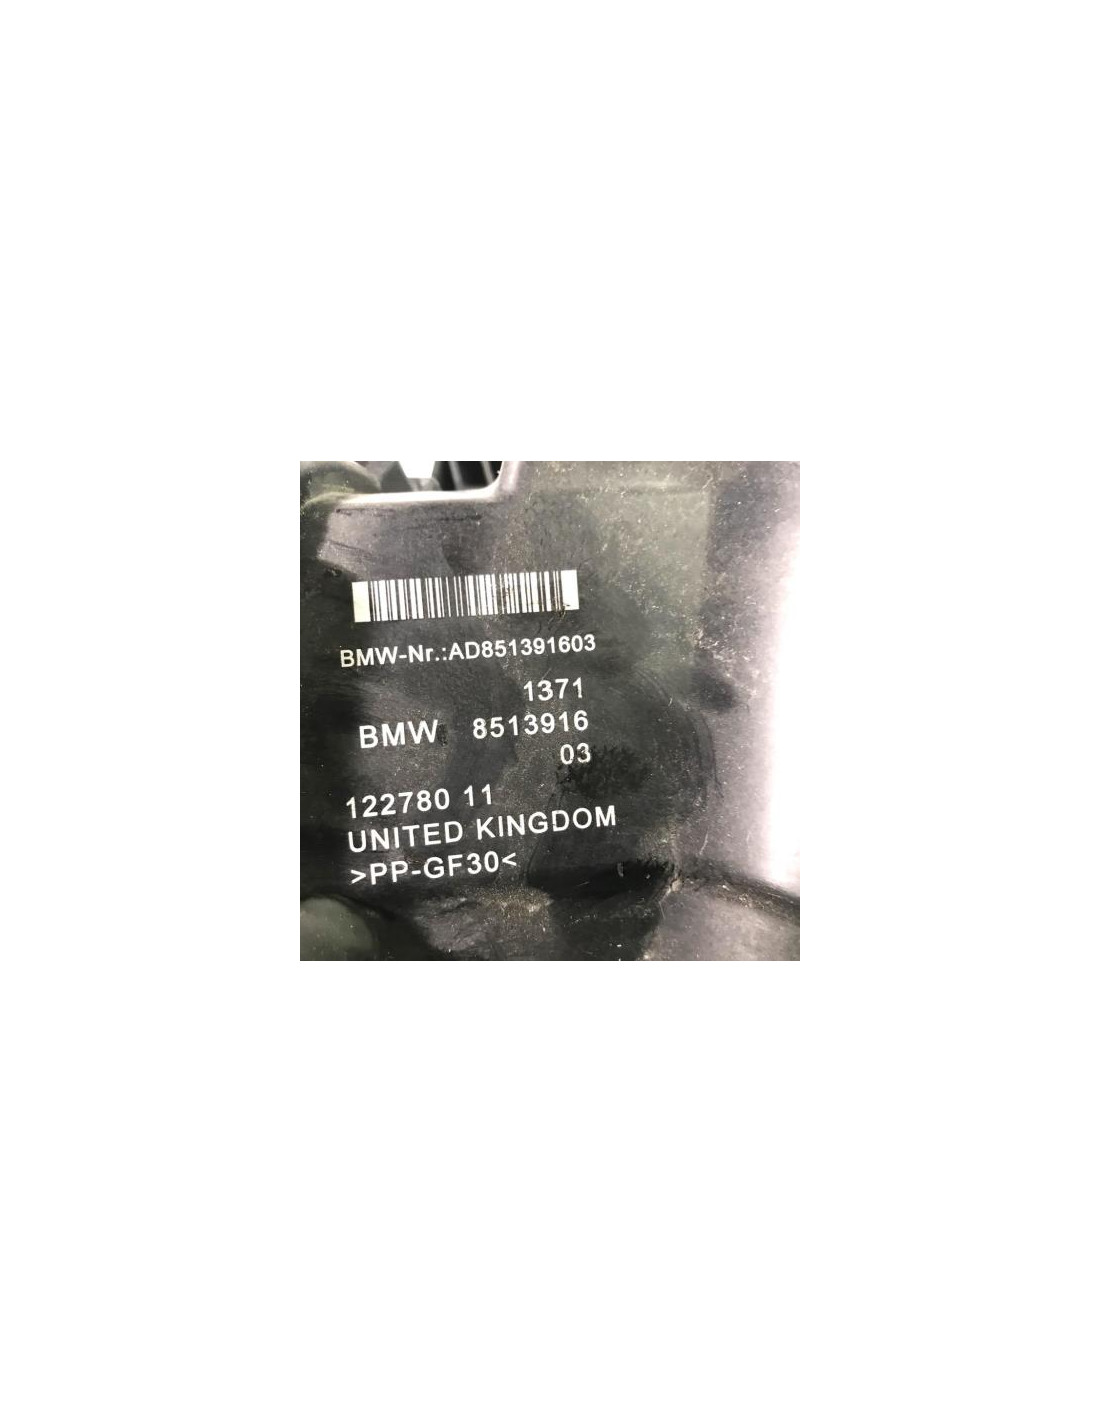 BMW-Nr.:AD851391603
1371
BMW 8513916
03
122780 11
UNITED KINGDOM
>PP-GF30<